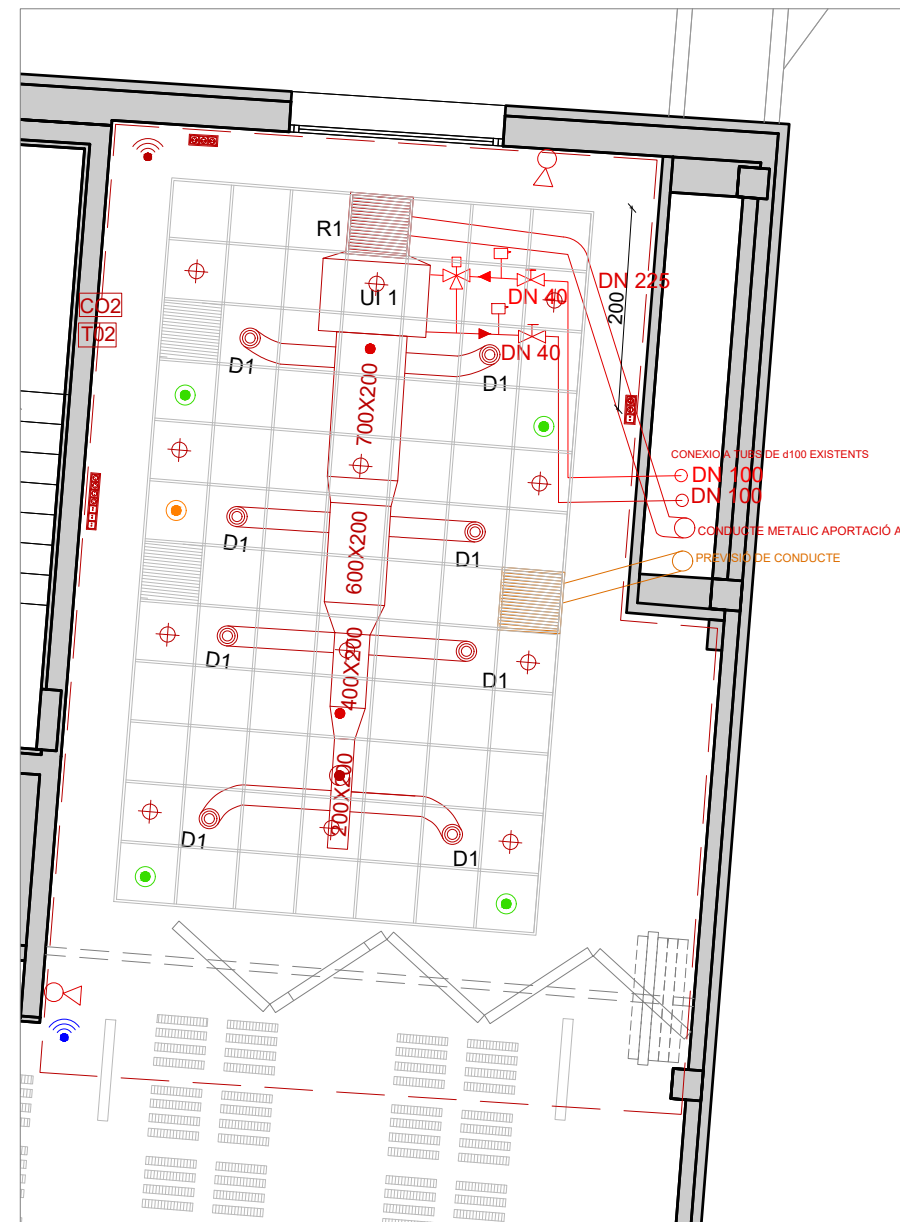 R1
UI 1
CO2
T02
DN 40
DN 225
200
DN 40
D1
D1
700X200
CONEXIO A TUBS DE d100 EXISTENTS
DN 100
DN 100
CONDUCTE METALIC APORTACIÓ A
PREVISIÓ DE CONDUCTE
D1
D1
600X200
D1
D1
400X200
200X200
D1
D1